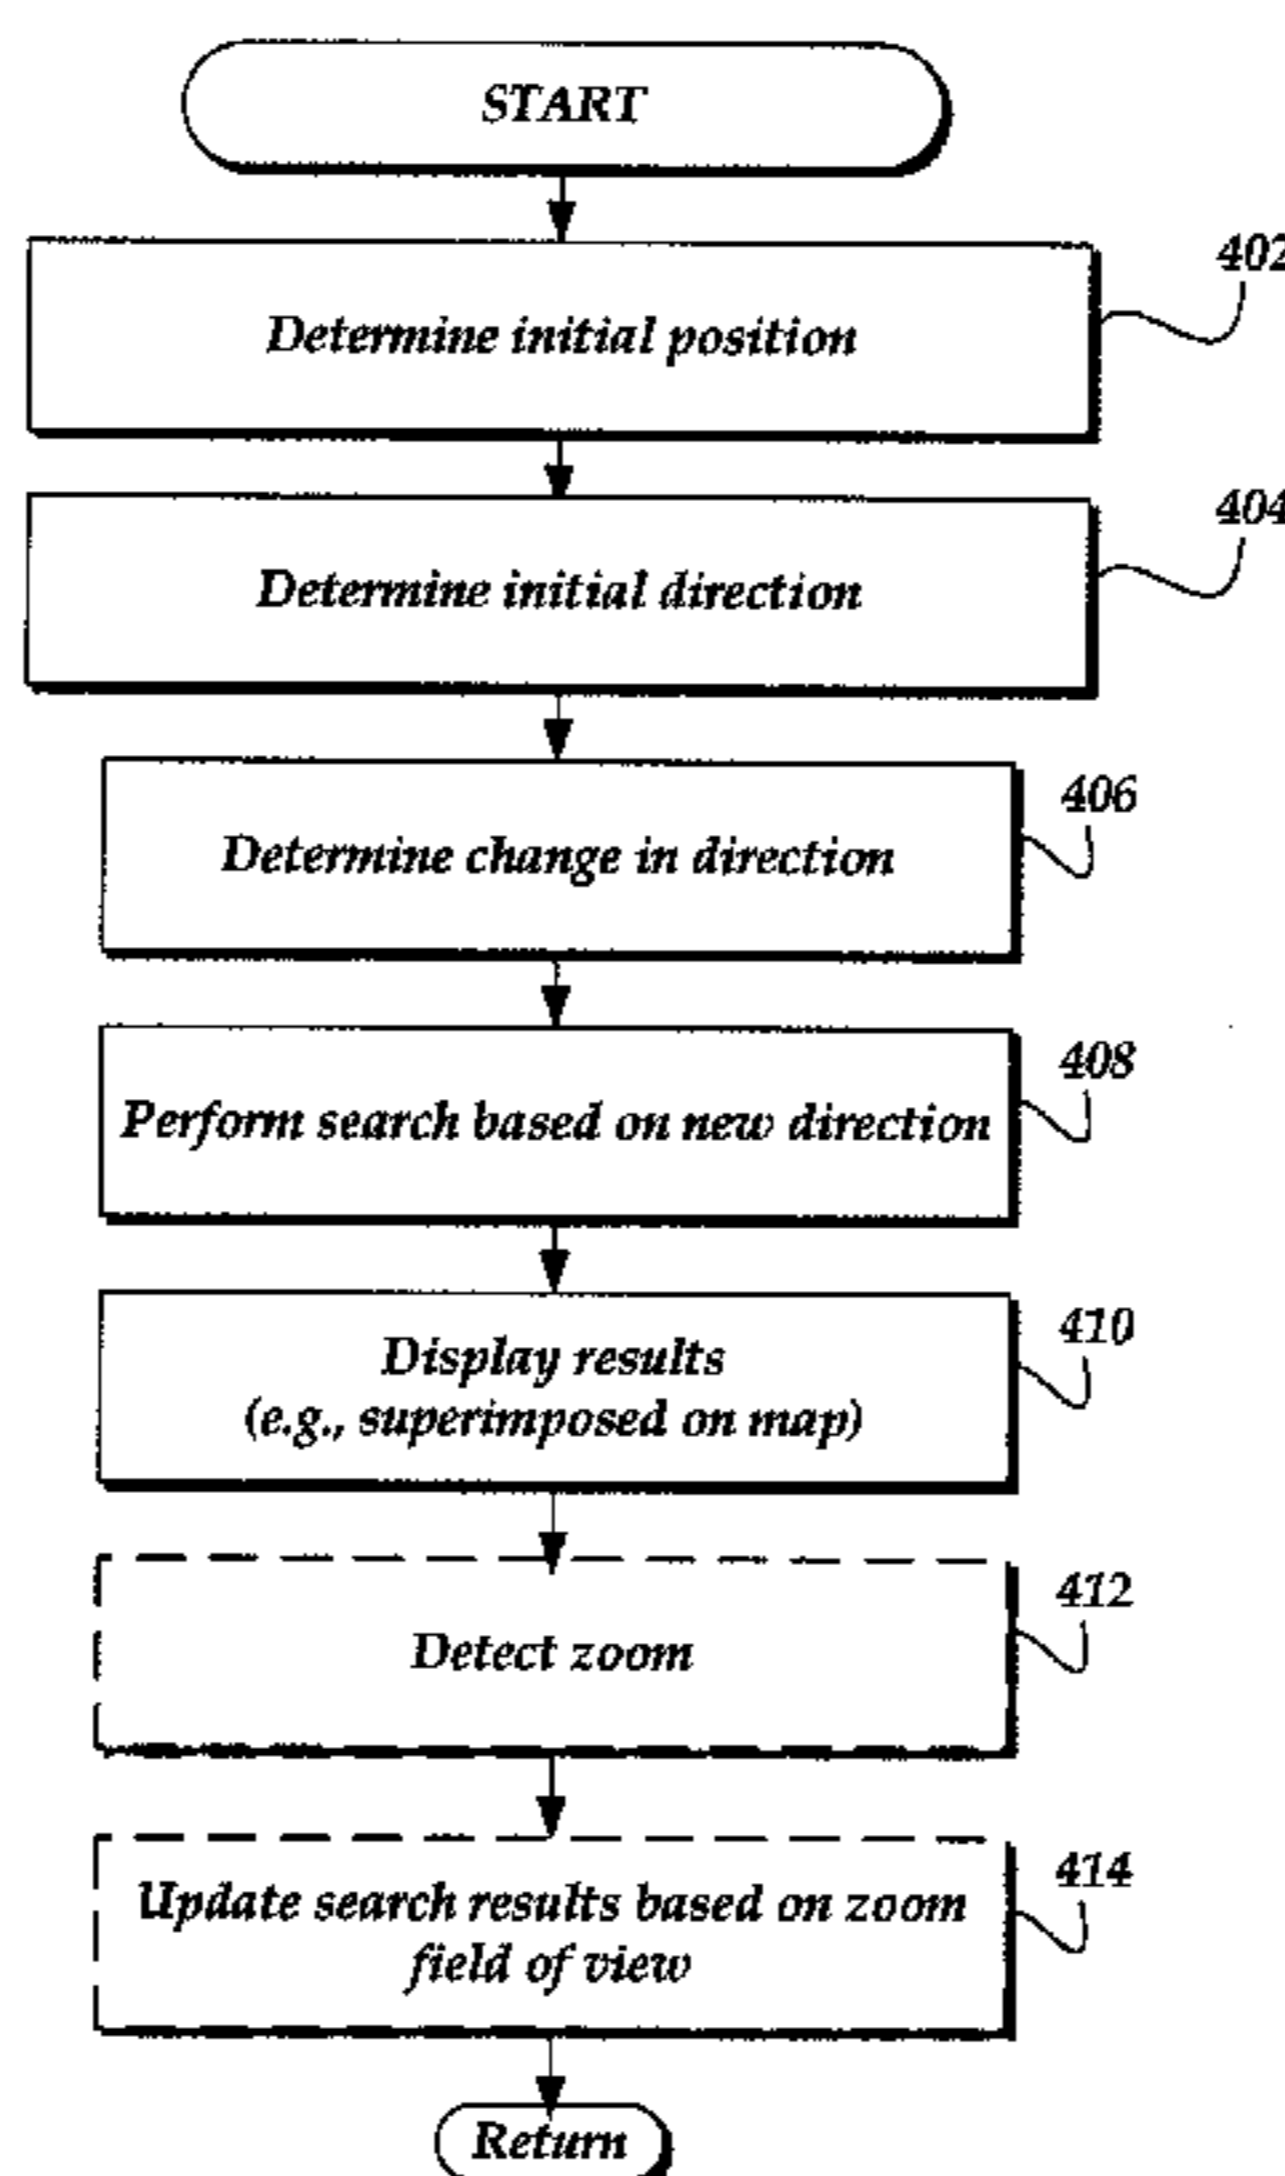 START
402
Determine initial position
404
Determine initial direction
406
Determine change in direction
408
Perform search based on new direction
410
Display results
(e.g., superimposed on map)
412
Detect zoom
414
Update search results based on zoom
field of view
Return